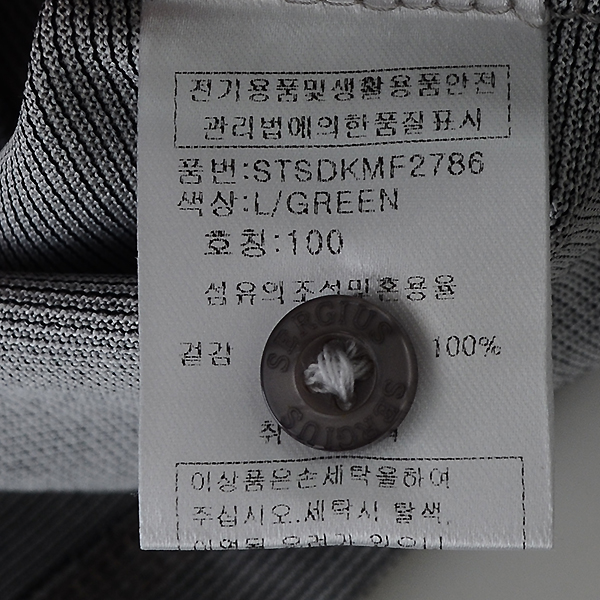 전기용품및생활용품안전
관리법에의한품질표시
품번:STSDKMF2786
색상:L/GREEN
호칭:100
섬유의조성및혼용율
겉감 100%
SERGIUS
SERGIUS
취
이상품은손세탁을하여
주십시오.세탁시 탈색,